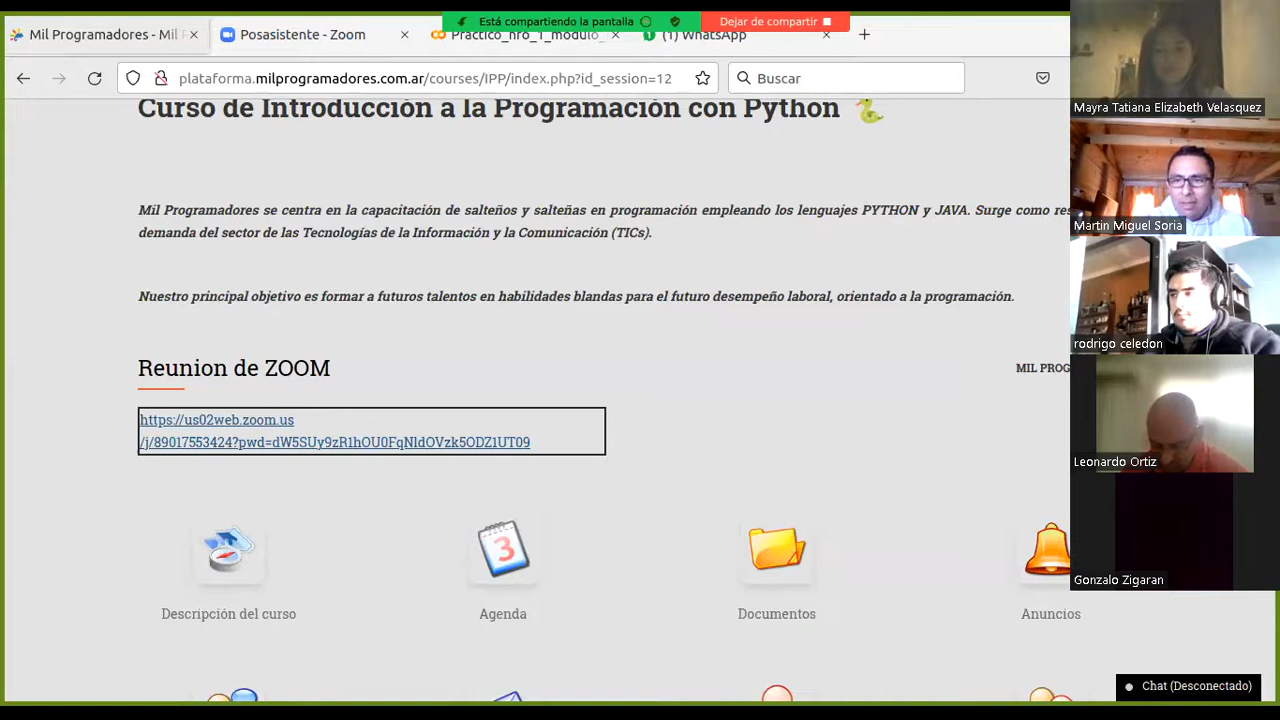 Está compartiendo la pantalla
Dejar de compartir
Mil Programadores - Mil P
Posasistente - Zoom
Practico_nro_1_modulo_
(1) WhatsApp
plataforma.milprogramadores.com.ar/courses/IPP/index.php?id_session=12
Buscar
Curso de Introducción a la Programación con Python
Mil Programadores se centra en la capacitación de salteños y salteñas en programación empleando los lenguajes PYTHON y JAVA. Surge como res
demanda del sector de las Tecnologías de la Información y la Comunicación (TICs).
Nuestro principal objetivo es formar a futuros talentos en habilidades blandas para el futuro desempeño laboral, orientado a la programación.
Reunion de ZOOM
MIL PROG
https://us02web.zoom.us
/j/89017553424?pwd=dW5SUy9zR1hOU0FqNldOVzk5ODZ1UT09
3
Descripción del curso
Agenda
Documentos
Anuncios
Mayra Tatiana Elizabeth Velasquez
Martin Miguel Soria
rodrigo celedon
Leonardo Ortiz
Gonzalo Zigaran
Chat (Desconectado)